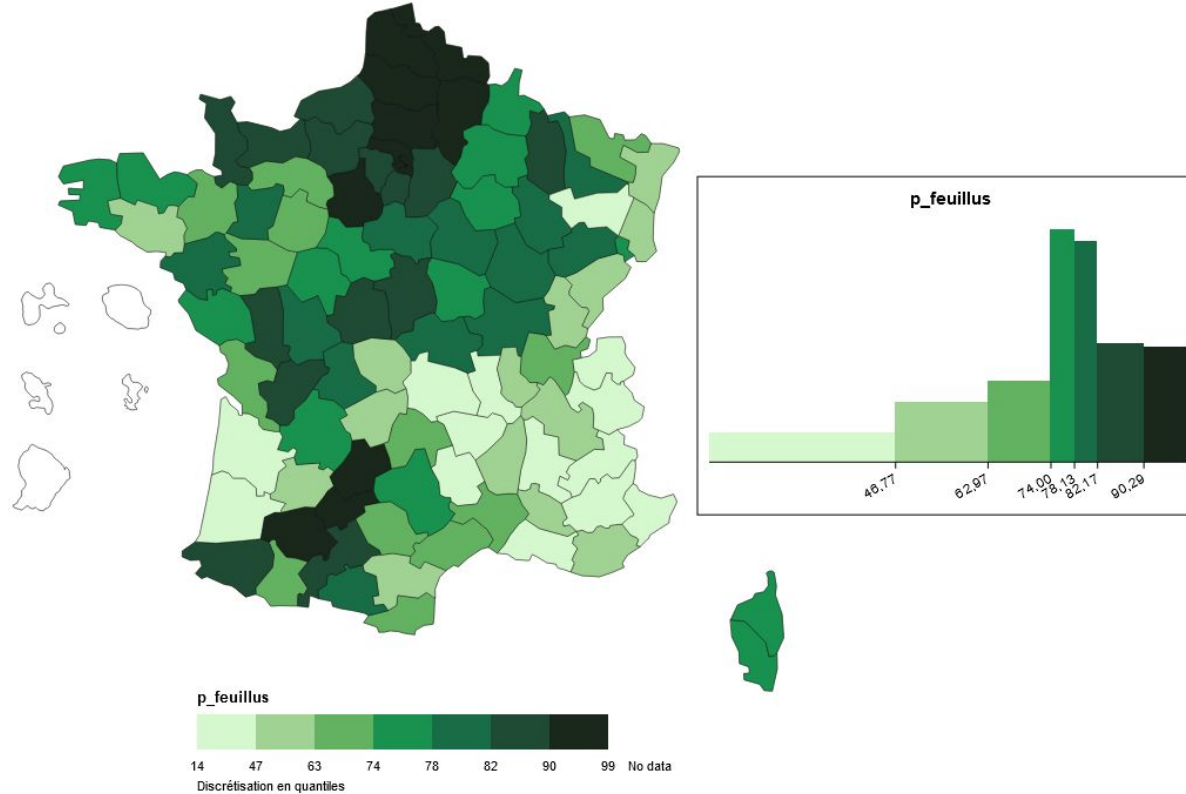 p_feuillus
46,77
62,97
74,00
78,13
82,17
90,29
p_feuillus
14 47 63 74 78 82 90 99 No data
Discrétisation en quantiles